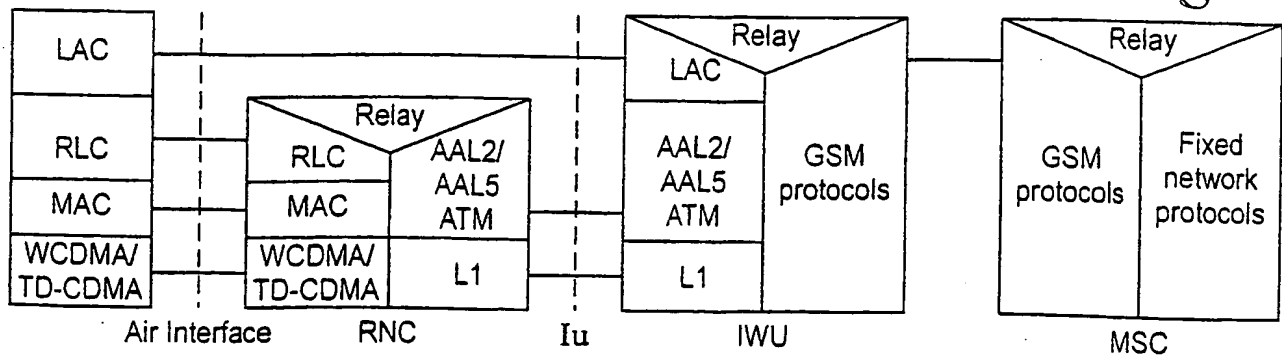 LAC
RLC
MAC
WCDMA/
TD-CDMA
Air Interface
Relay
RLC
MAC
WCDMA/
TD-CDMA
AAL2/
AAL5
ATM
L1
RNC
Iu
Relay
LAC
AAL2/
AAL5
ATM
L1
GSM
protocols
IWU
Relay
GSM
protocols
Fixed
network
protocols
MSC